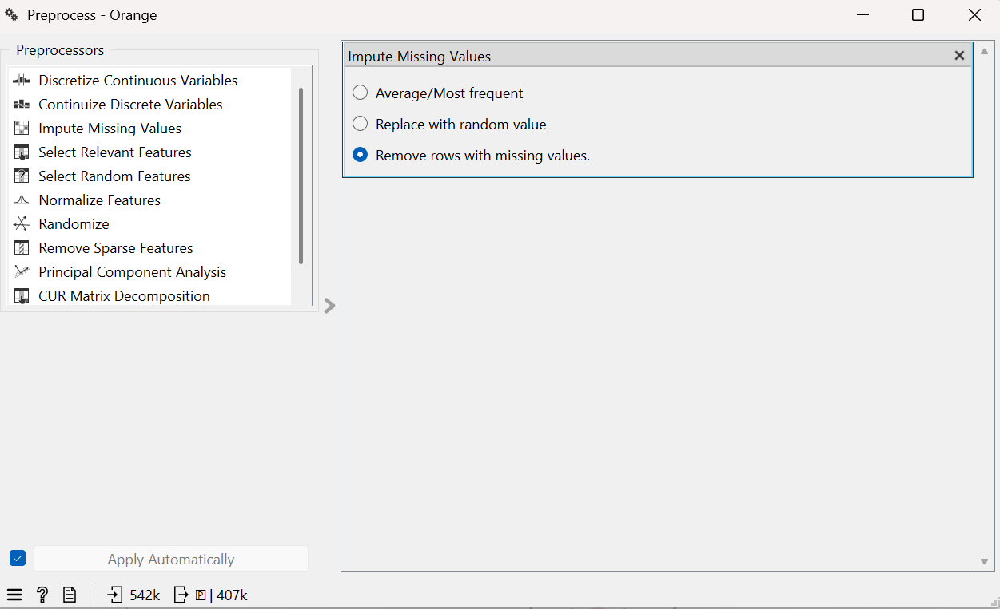 Preprocess - Orange
Preprocessors
Discretize Continuous Variables
Continuize Discrete Variables
Impute Missing Values
Select Relevant Features
Select Random Features
Normalize Features
Randomize
Remove Sparse Features
Principal Component Analysis
CUR Matrix Decomposition
Apply Automatically
542k
P | 407k
Impute Missing Values
Average/Most frequent
Replace with random value
Remove rows with missing values.